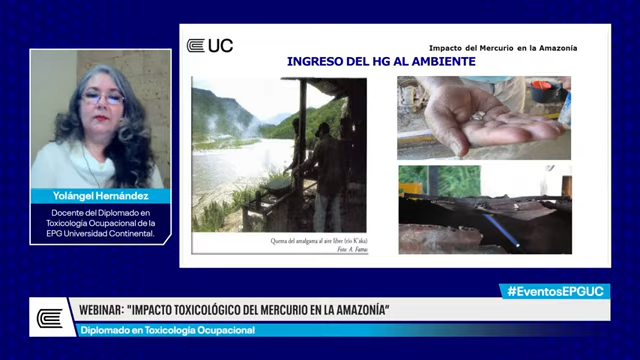 UC
Impacto del Mercurio en la Amazonía
INGRESO DEL HG AL AMBIENTE
Quema del amalgama al aire libre (río K'aka)
Yolángel Hernández
Docente del Diplomado en
Toxicología Ocupacional de la
EPG Universidad Continental.
#EventosEPGUC
WEBINAR: "IMPACTO TOXICOLÓGICO DEL MERCURIO EN LA AMAZONÍA”
Diplomado en Toxicología Ocupacional